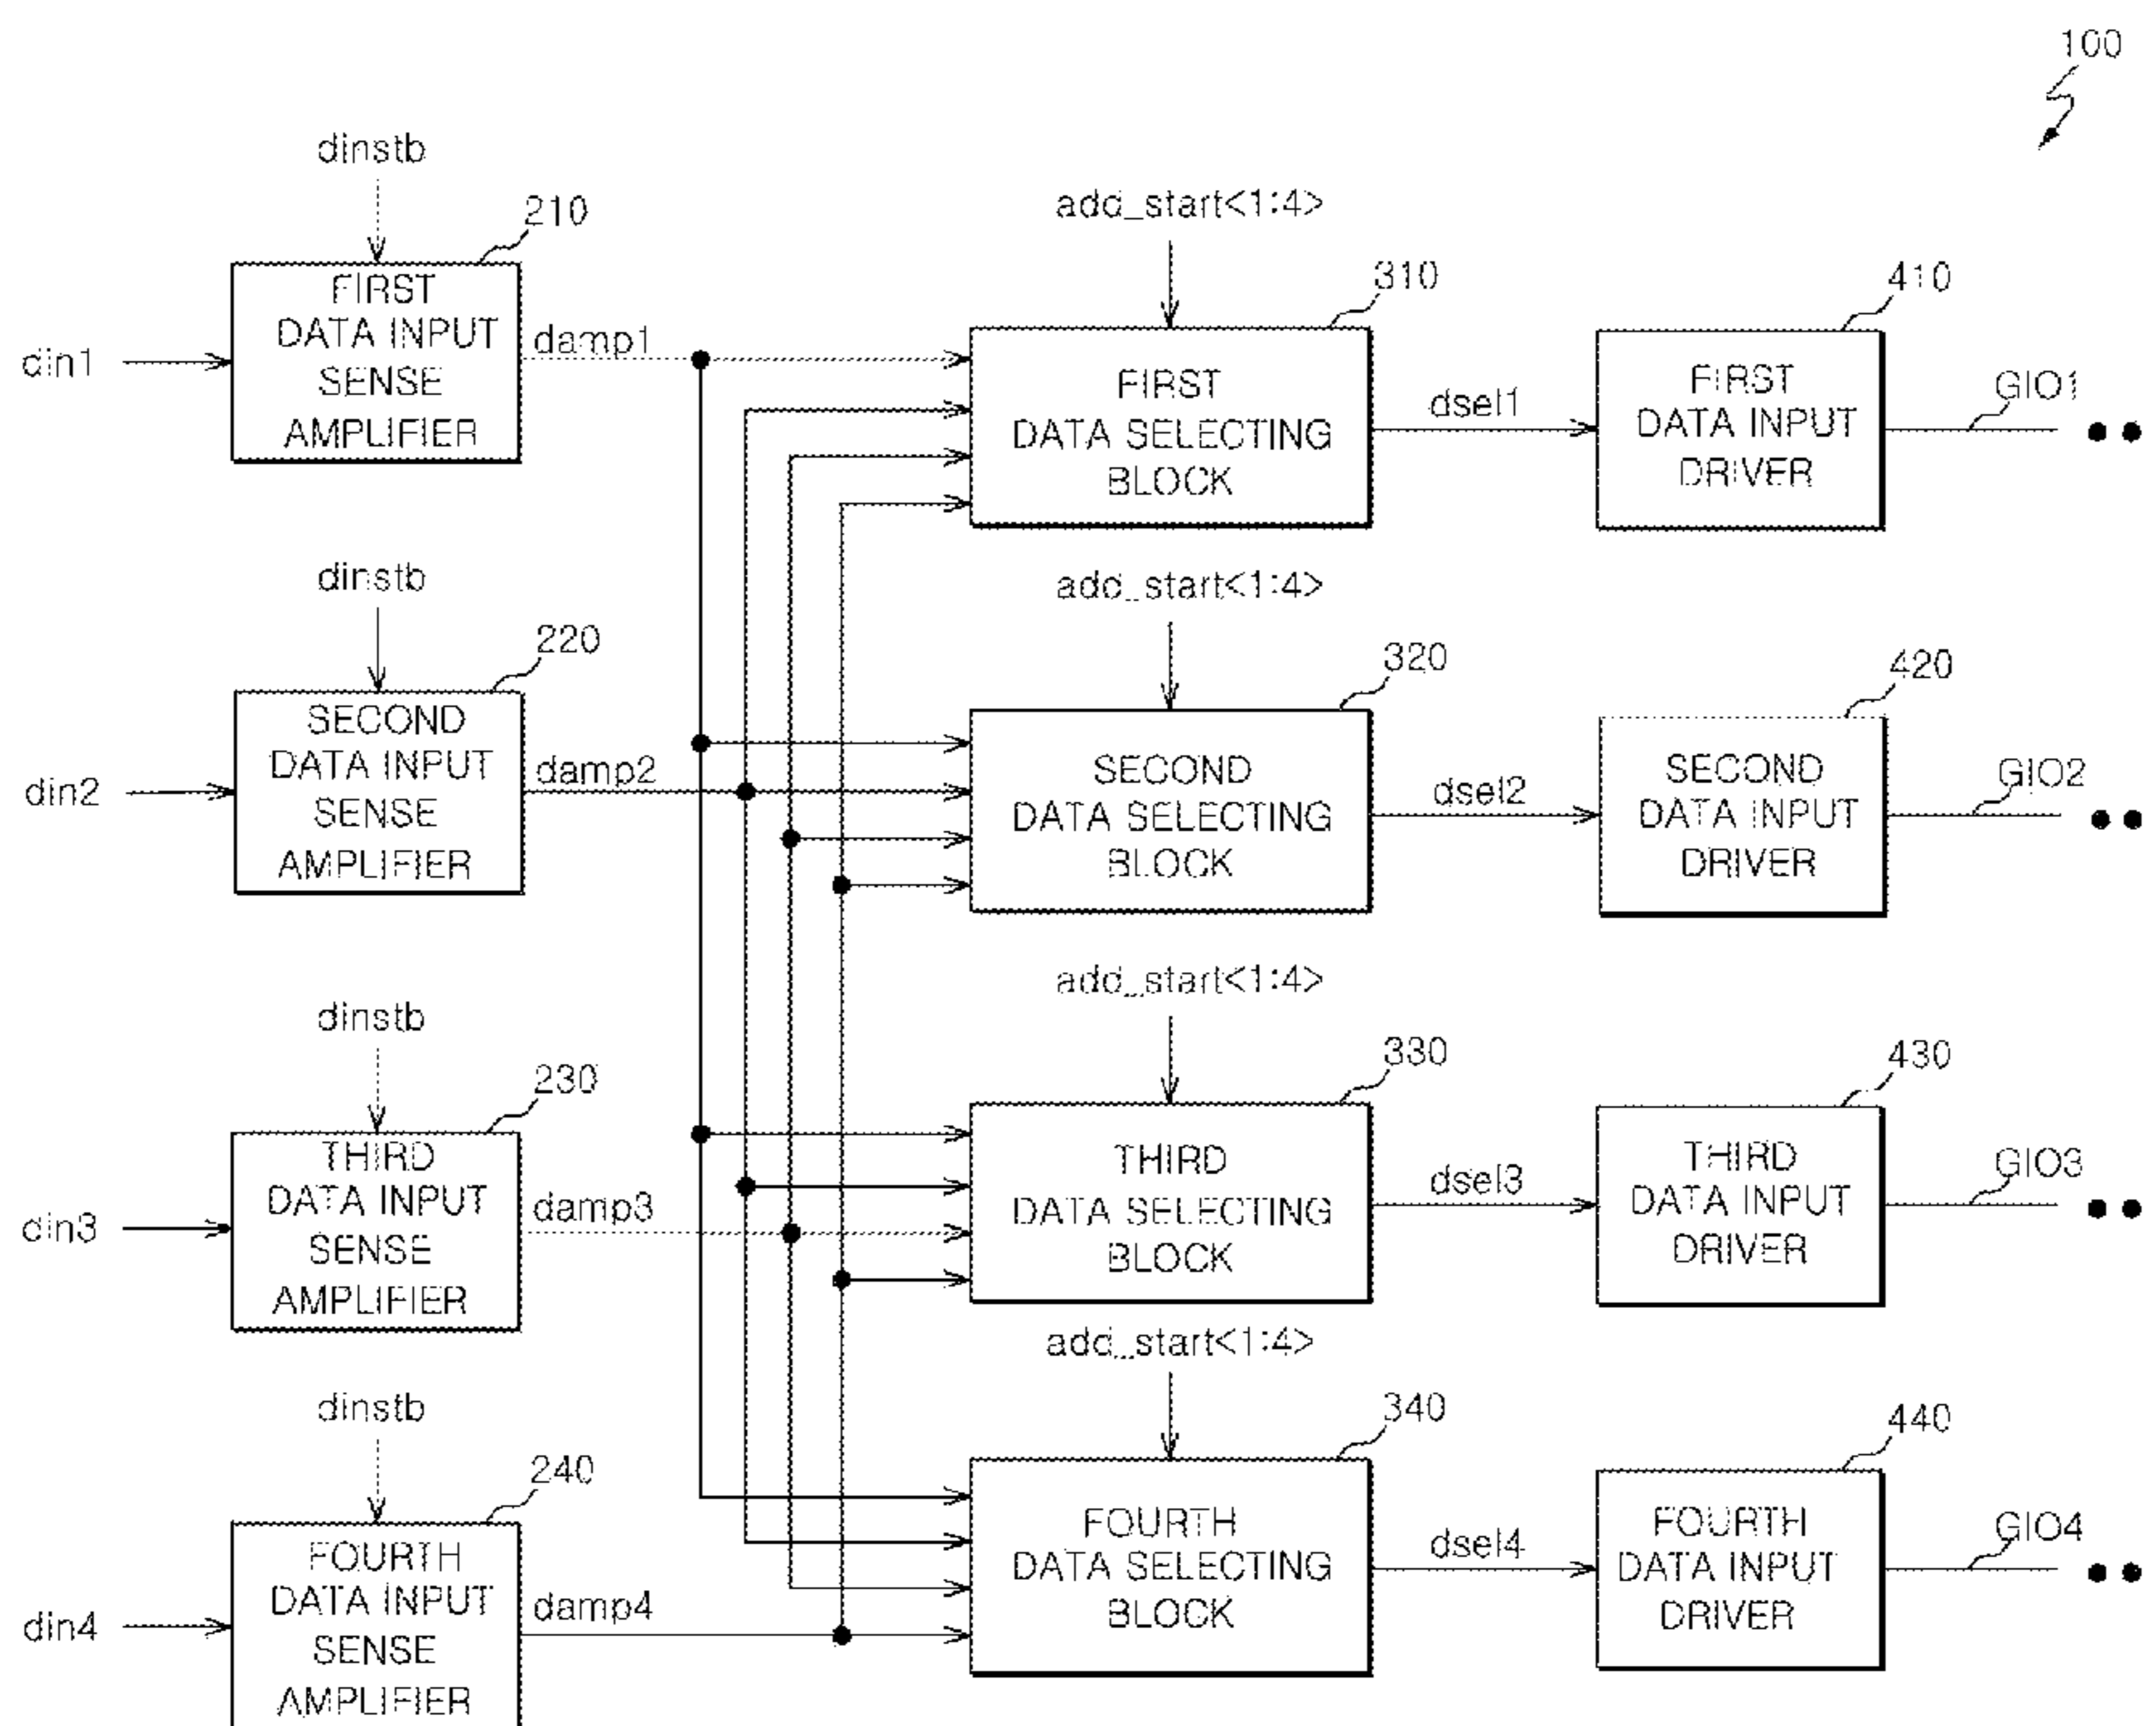 100
dinstb
210
FIRST
DATA INPUT
SENSE
AMPLIFIER
din1
damp1
add_start<1:4>
310
FIRST
DATA SELECTING
BLOCK
dsel1
410
FIRST
DATA INPUT
DRIVER
GIO1
dinstb
220
SECOND
DATA INPUT
SENSE
AMPLIFIER
din2
damp2
add_start<1:4>
320
SECOND
DATA SELECTING
BLOCK
dsel2
420
SECOND
DATA INPUT
DRIVER
GIO2
dinstb
230
THIRD
DATA INPUT
SENSE
AMPLIFIER
din3
damp3
add_start<1:4>
330
THIRD
DATA SELECTING
BLOCK
dsel3
430
THIRD
DATA INPUT
DRIVER
GIO3
dinstb
240
FOURTH
DATA INPUT
SENSE
AMPLIFIER
din4
damp4
add_start<1:4>
340
FOURTH
DATA SELECTING
BLOCK
dsel4
440
FOURTH
DATA INPUT
DRIVER
GIO4